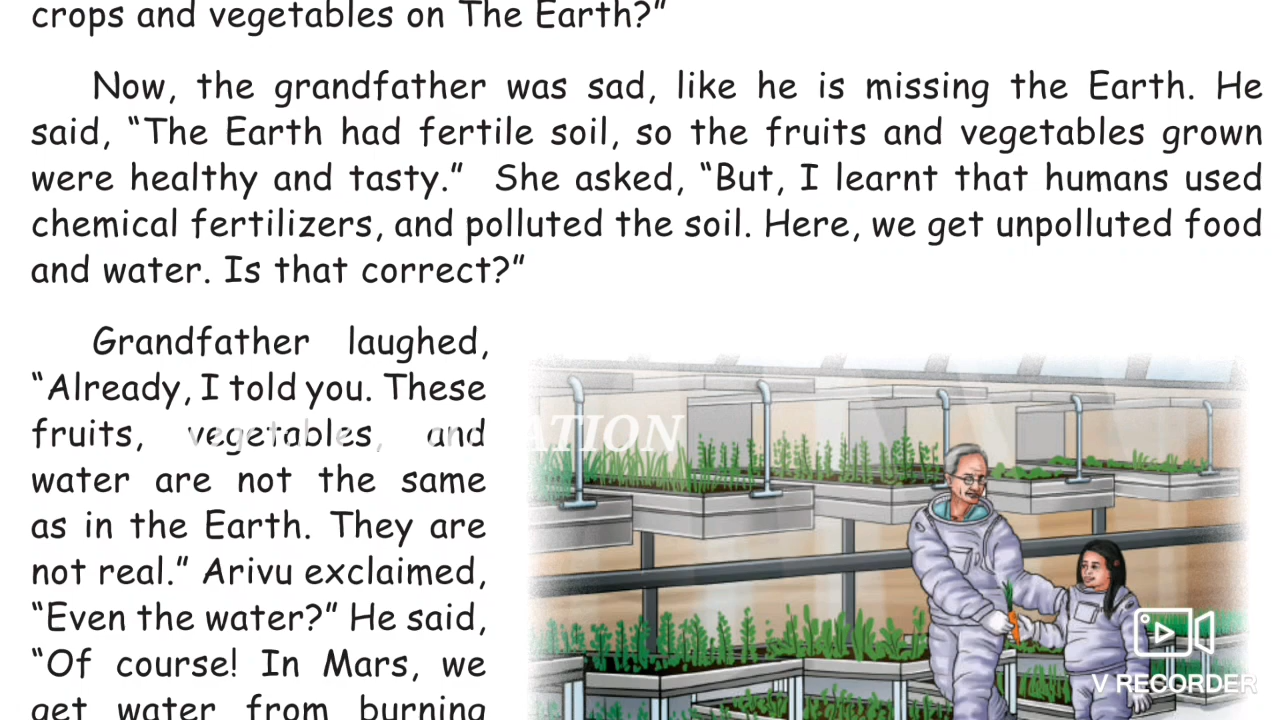 crops and vegetables on The Earth?”
Now, the grandfather was sad, like he is missing the Earth. He
said, “The Earth had fertile soil, so the fruits and vegetables grown
were healthy and tasty.” She asked, “But, I learnt that humans used
chemical fertilizers, and polluted the soil. Here, we get unpolluted food
and water. Is that correct?”
Grandfather laughed,
“Already, I told you. These
fruits, vegetables, and
water are not the same
as in the Earth. They are
not real.” Arivu exclaimed,
“Even the water?” He said,
“Of course! In Mars, we
get water from burning
V RECORDER